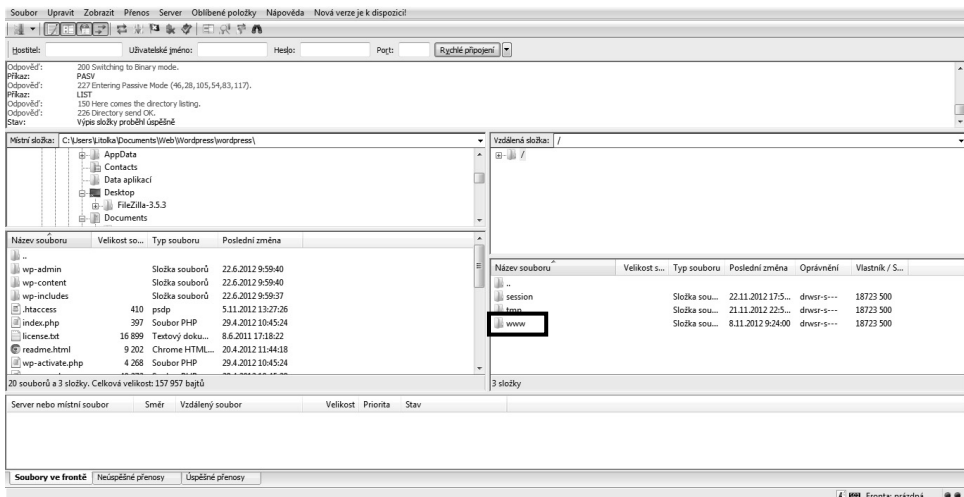 Soubor Upravit Zobrazit Přenos Server Oblíbené položky Nápověda Nová verze je k dispozici!
Hostitel: Uživatelské jméno: Heslo: Port: Rychlé připojení
Odpověď: 200 Switching to Binary mode.
Příkaz: PASV
Odpověď: 227 Entering Passive Mode (46,28,105,54,83,117).
Příkaz: LIST
Odpověď: 150 Here comes the directory listing.
Odpověď: 226 Directory send OK.
Stav: Výpis složky proběhl úspěšně
Místní složka: C:\Users\Litolka\Documents\Web\Wordpress\wordpress\
AppData
Contacts
Data aplikací
Desktop
FileZilla-3.5.3
Documents
Název souboru Velikost so... Typ souboru Poslední změna
..
wp-admin Složka souborů 22.6.2012 9:59:40
wp-content Složka souborů 22.6.2012 9:59:40
wp-includes Složka souborů 22.6.2012 9:59:37
.htaccess 410 psdp 5.11.2012 13:27:26
index.php 397 Soubor PHP 29.4.2012 10:45:24
license.txt 16 899 Textový doku... 8.6.2011 17:18:22
readme.html 9 202 Chrome HTML... 20.4.2012 11:44:18
wp-activate.php 4 268 Soubor PHP 29.4.2012 10:45:24
20 souborů a 3 složky. Celková velikost: 157 957 bajtů
Vzdálená složka: /
/
Název souboru Velikost s... Typ souboru Poslední změna Oprávnění Vlastník / S...
..
session Složka sou... 22.11.2012 17:5... drwsr-s--- 18723 500
tmp Složka sou... 21.11.2012 22:5... drwsr-s--- 18723 500
www Složka sou... 8.11.2012 9:24:00 drwsr-s--- 18723 500
3 složky
Server nebo místní soubor Směr Vzdálený soubor Velikost Priorita Stav
Soubory ve frontě Neúspěšné přenosy Úspěšné přenosy
Fronta: prázdná